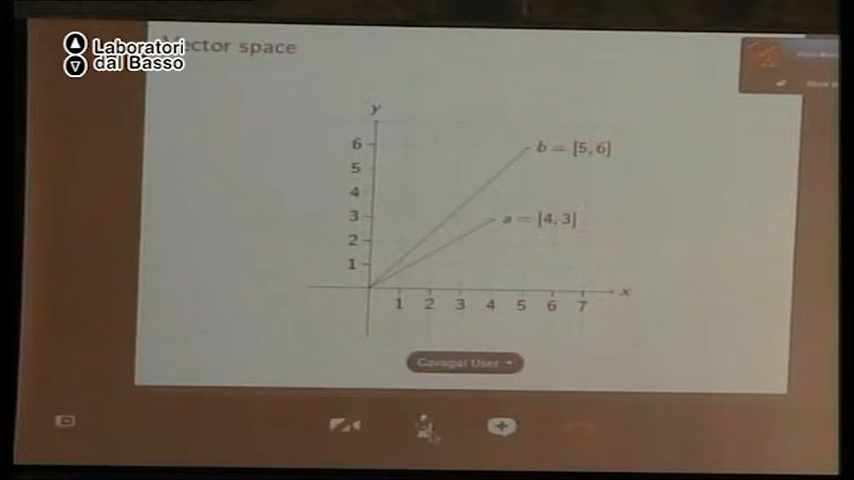 Laboratori
dal Basso
Vector space
y
6
5
4
3
2
1
b = [5, 6]
a = [4, 3]
x
1 2 3 4 5 6 7
Gavagai User